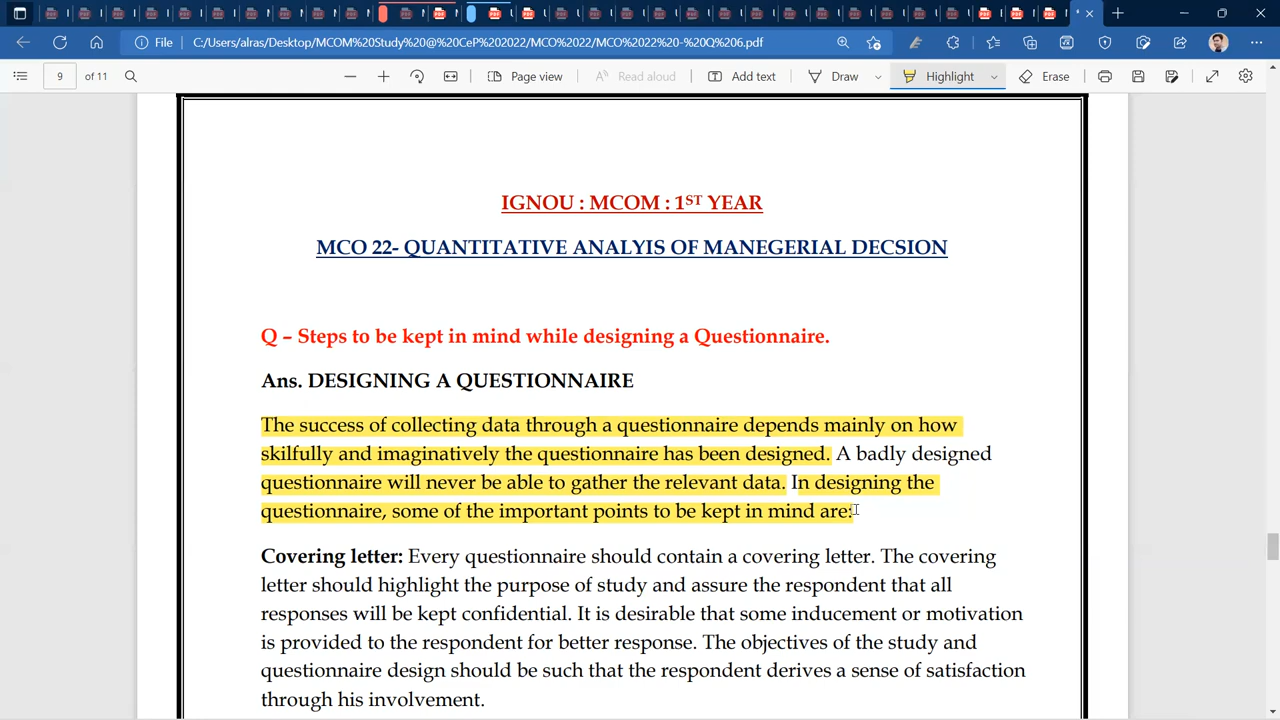 File
C:/Users/alras/Desktop/MCOM%20Study%20@%20CeP%202022/MCO%2022/MCO%2022%20-%20Q%206.pdf
9 of 11
Page view
Read aloud
Add text
Draw
Highlight
Erase
IGNOU : MCOM : 1ST YEAR
MCO 22- QUANTITATIVE ANALYIS OF MANEGERIAL DECSION
Q – Steps to be kept in mind while designing a Questionnaire.
Ans. DESIGNING A QUESTIONNAIRE
The success of collecting data through a questionnaire depends mainly on how
skilfully and imaginatively the questionnaire has been designed. A badly designed
questionnaire will never be able to gather the relevant data. In designing the
questionnaire, some of the important points to be kept in mind are:
Covering letter: Every questionnaire should contain a covering letter. The covering
letter should highlight the purpose of study and assure the respondent that all
responses will be kept confidential. It is desirable that some inducement or motivation
is provided to the respondent for better response. The objectives of the study and
questionnaire design should be such that the respondent derives a sense of satisfaction
through his involvement.